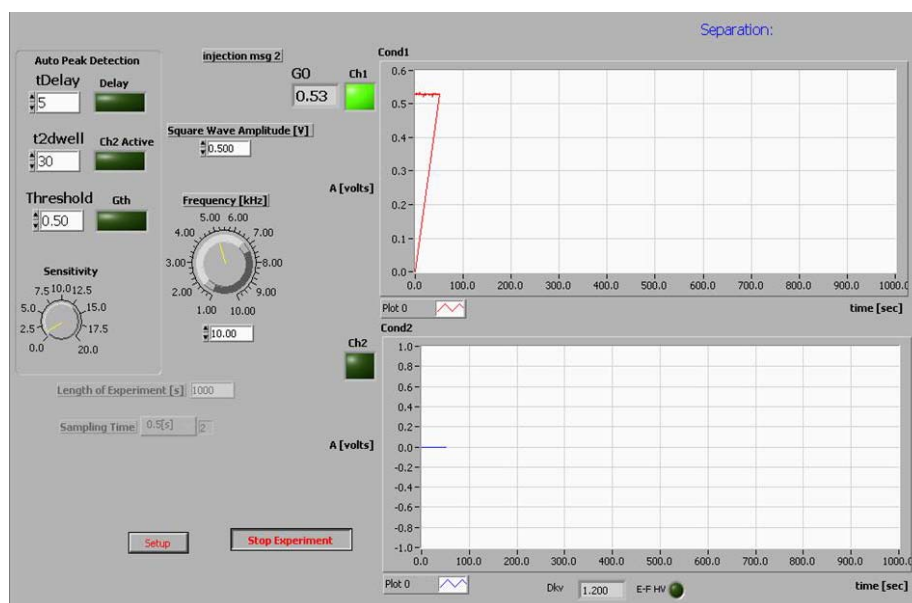 Separation:
Auto Peak Detection
tDelay Delay
5
t2dwell Ch2 Active
30
Threshold Gth
0.50
Sensitivity
7.5 10.0 12.5
5.0 15.0
2.5 17.5
0.0 20.0
injection msg 2
G0 Ch1
0.53
Square Wave Amplitude [V]
0.500
Frequency [kHz]
5.00 6.00
4.00 7.00
3.00 8.00
2.00 9.00
1.00 10.00
10.00
Length of Experiment [s] 1000
Sampling Time 0.5[s] 2
Setup
Stop Experiment
Cond1
A [volts]
0.6
0.5
0.4
0.3
0.2
0.1
0.0
0.0 100.0 200.0 300.0 400.0 500.0 600.0 700.0 800.0 900.0 1000.0
Plot 0
time [sec]
Cond2
Ch2
A [volts]
1.0
0.8
0.6
0.4
0.2
0.0
-0.2
-0.4
-0.6
-0.8
-1.0
0.0 100.0 200.0 300.0 400.0 500.0 600.0 700.0 800.0 900.0 1000.0
Plot 0
Dkv 1.200 E-F HV
time [sec]